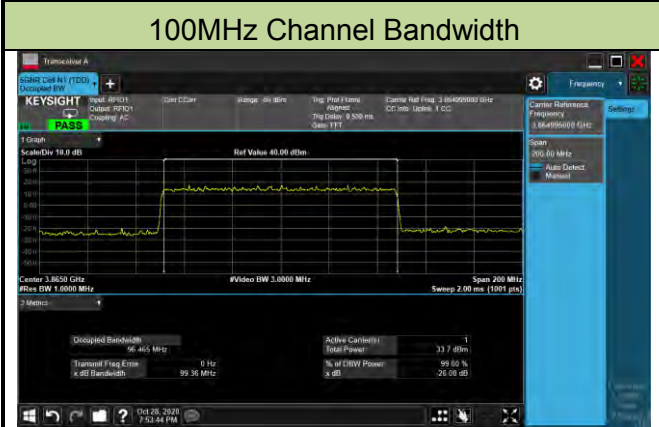 100MHz Channel Bandwidth
Transceiver A
5GNR Cell N1 (TDD)
Occupied BW
Frequency
KEYSIGHT
Input: RFIO1
Output: RFIO1
Coupling: AC
PASS
Corr CCorr
Trig: Prof Frame
Trig Delay: 8.500 ms
Gate: TFT
Carrier Ref Freq: 3.664995000 GHz
CC Info: Uplink, 1 CC
Carrier Reference
Frequency
Settings
Span
200.00 MHz
Auto Detect
Manual
1 Graph
Scale/Div 10.0 dB
Ref Value 40.00 dBm
Log
Center 3.8650 GHz
#Res BW 1.0000 MHz
#Video BW 3.0000 MHz
Span 200 MHz
Sweep 2.00 ms (1001 pts)
2 Metrics
Occupied Bandwidth
96.465 MHz
Active Carrier(s) 1
Total Power 33.7 dBm
Transmit Freq Error 0 Hz
x dB Bandwidth 99.36 MHz
% of OBW Power 99.00 %
x dB -26.00 dB
Oct 28, 2020
7:53:44 PM